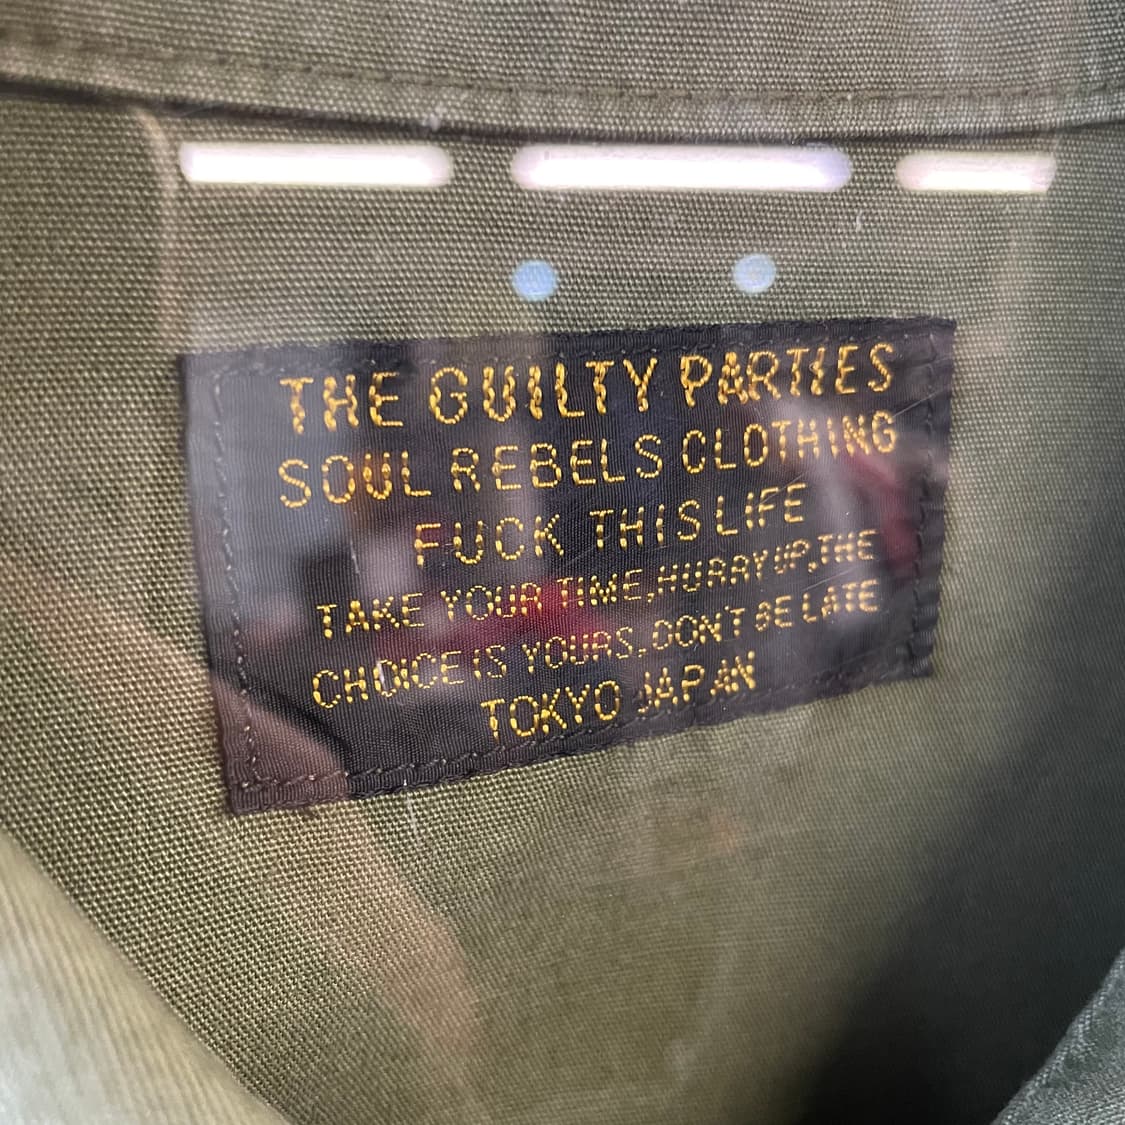 THE GUILTY PARTIES
SOUL REBELS CLOTHING
FUCK THIS LIFE
TAKE YOUR TIME,HURRY UP,THE
CHOICE IS YOURS,DON'T BE LATE
TOKYO JAPAN